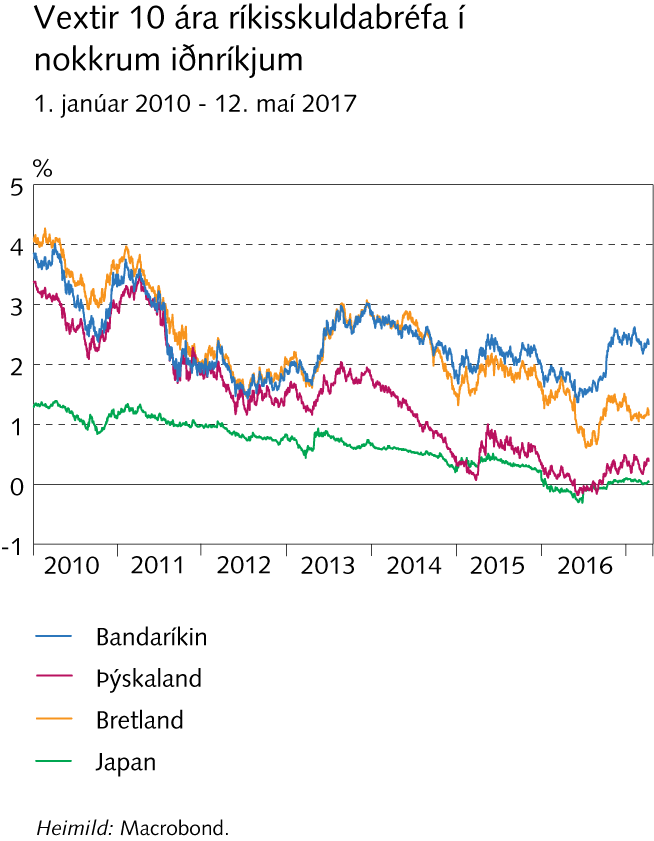 Vextir 10 ára ríkisskuldabréfa í
nokkrum iðnríkjum
1. janúar 2010 - 12. maí 2017
%
5
4
3
2
1
0
-1
2010 2011 2012 2013 2014 2015 2016
Bandaríkin
Þýskaland
Bretland
Japan
Heimild: Macrobond.